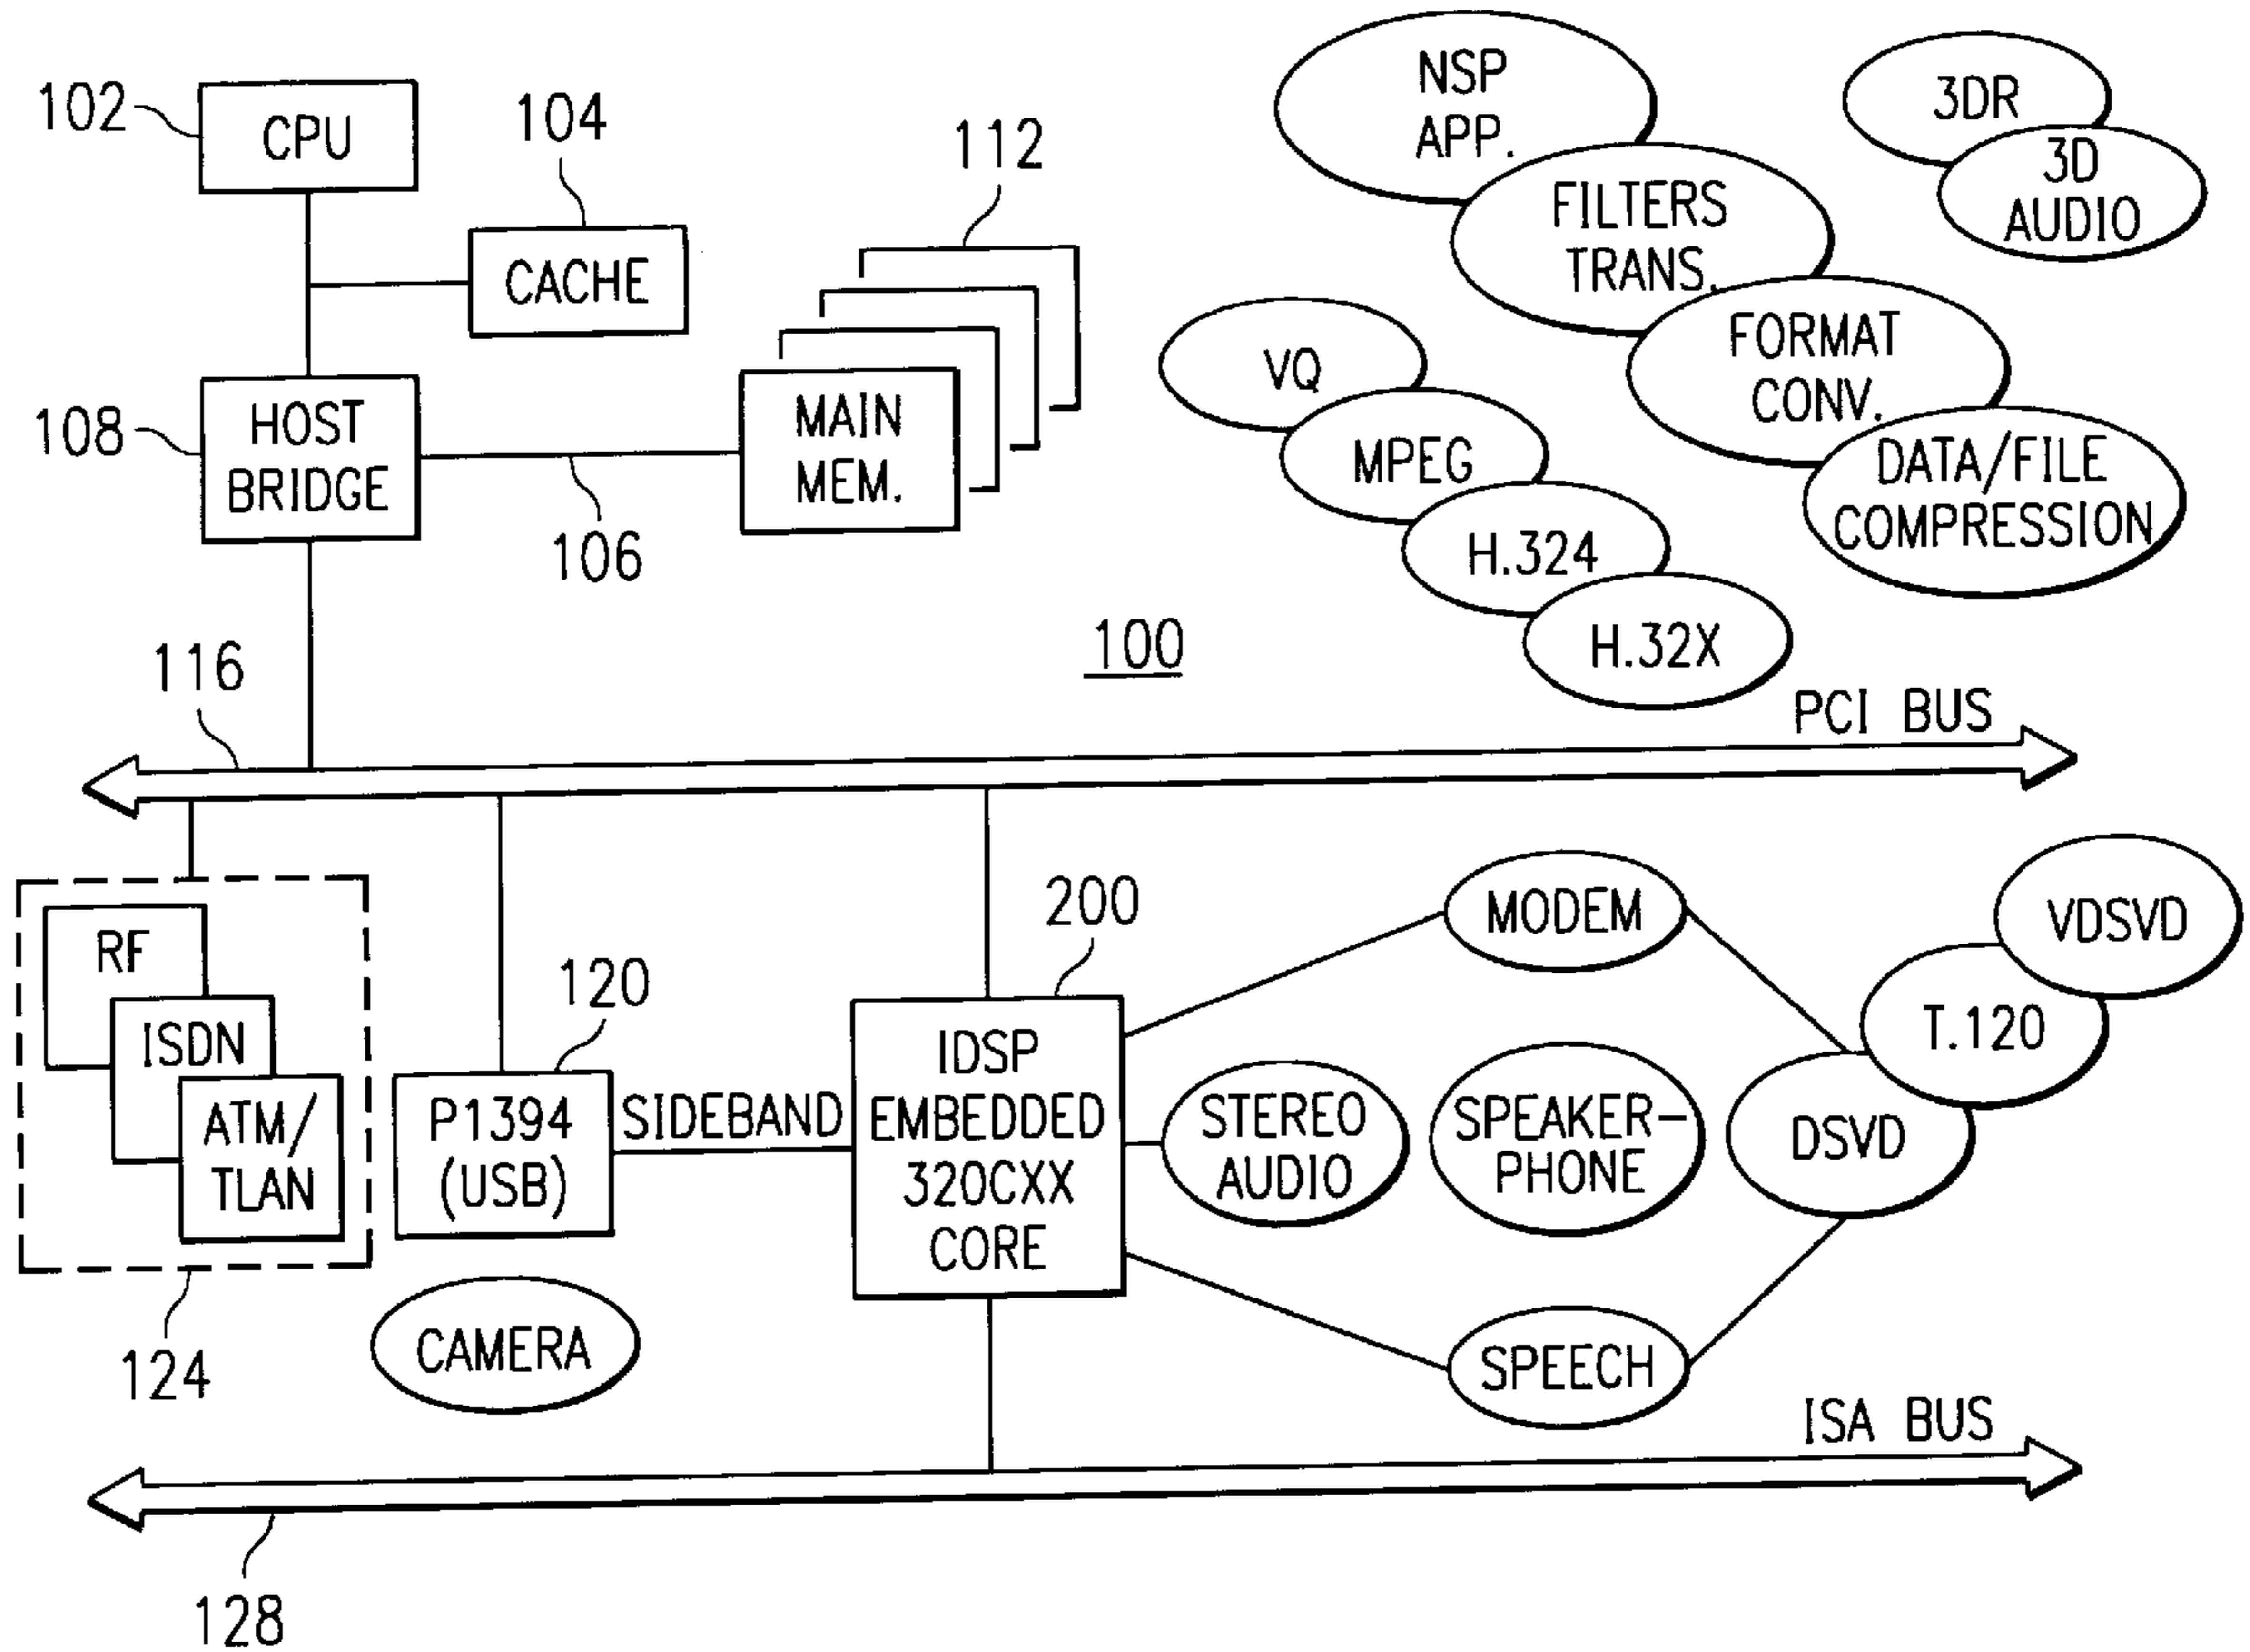 102
CPU
104
CACHE
112
108
HOST
BRIDGE
MAIN
MEM.
106
NSP
APP.
FILTERS
TRANS.
FORMAT
CONV.
DATA/FILE
COMPRESSION
3DR
3D
AUDIO
VQ
MPEG
H.324
H.32X
100
116
PCI BUS
RF
ISDN
ATM/
TLAN
124
120
P1394
(USB)
SIDEBAND
CAMERA
200
IDSP
EMBEDDED
320CXX
CORE
MODEM
STEREO
AUDIO
SPEAKER-
PHONE
SPEECH
DSVD
T.120
VDSVD
ISA BUS
128